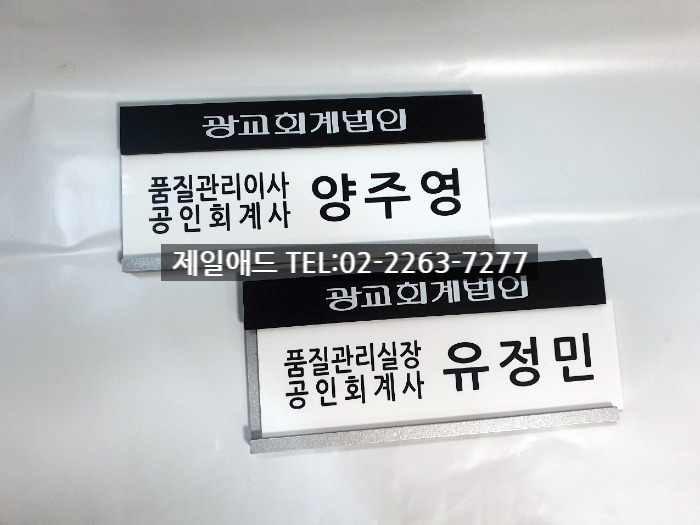 광교회계법인
품질관리이사
공인회계사
양주영
제일애드 TEL:02-2263-7277
광교회계법인
품질관리실장
공인회계사
유정민